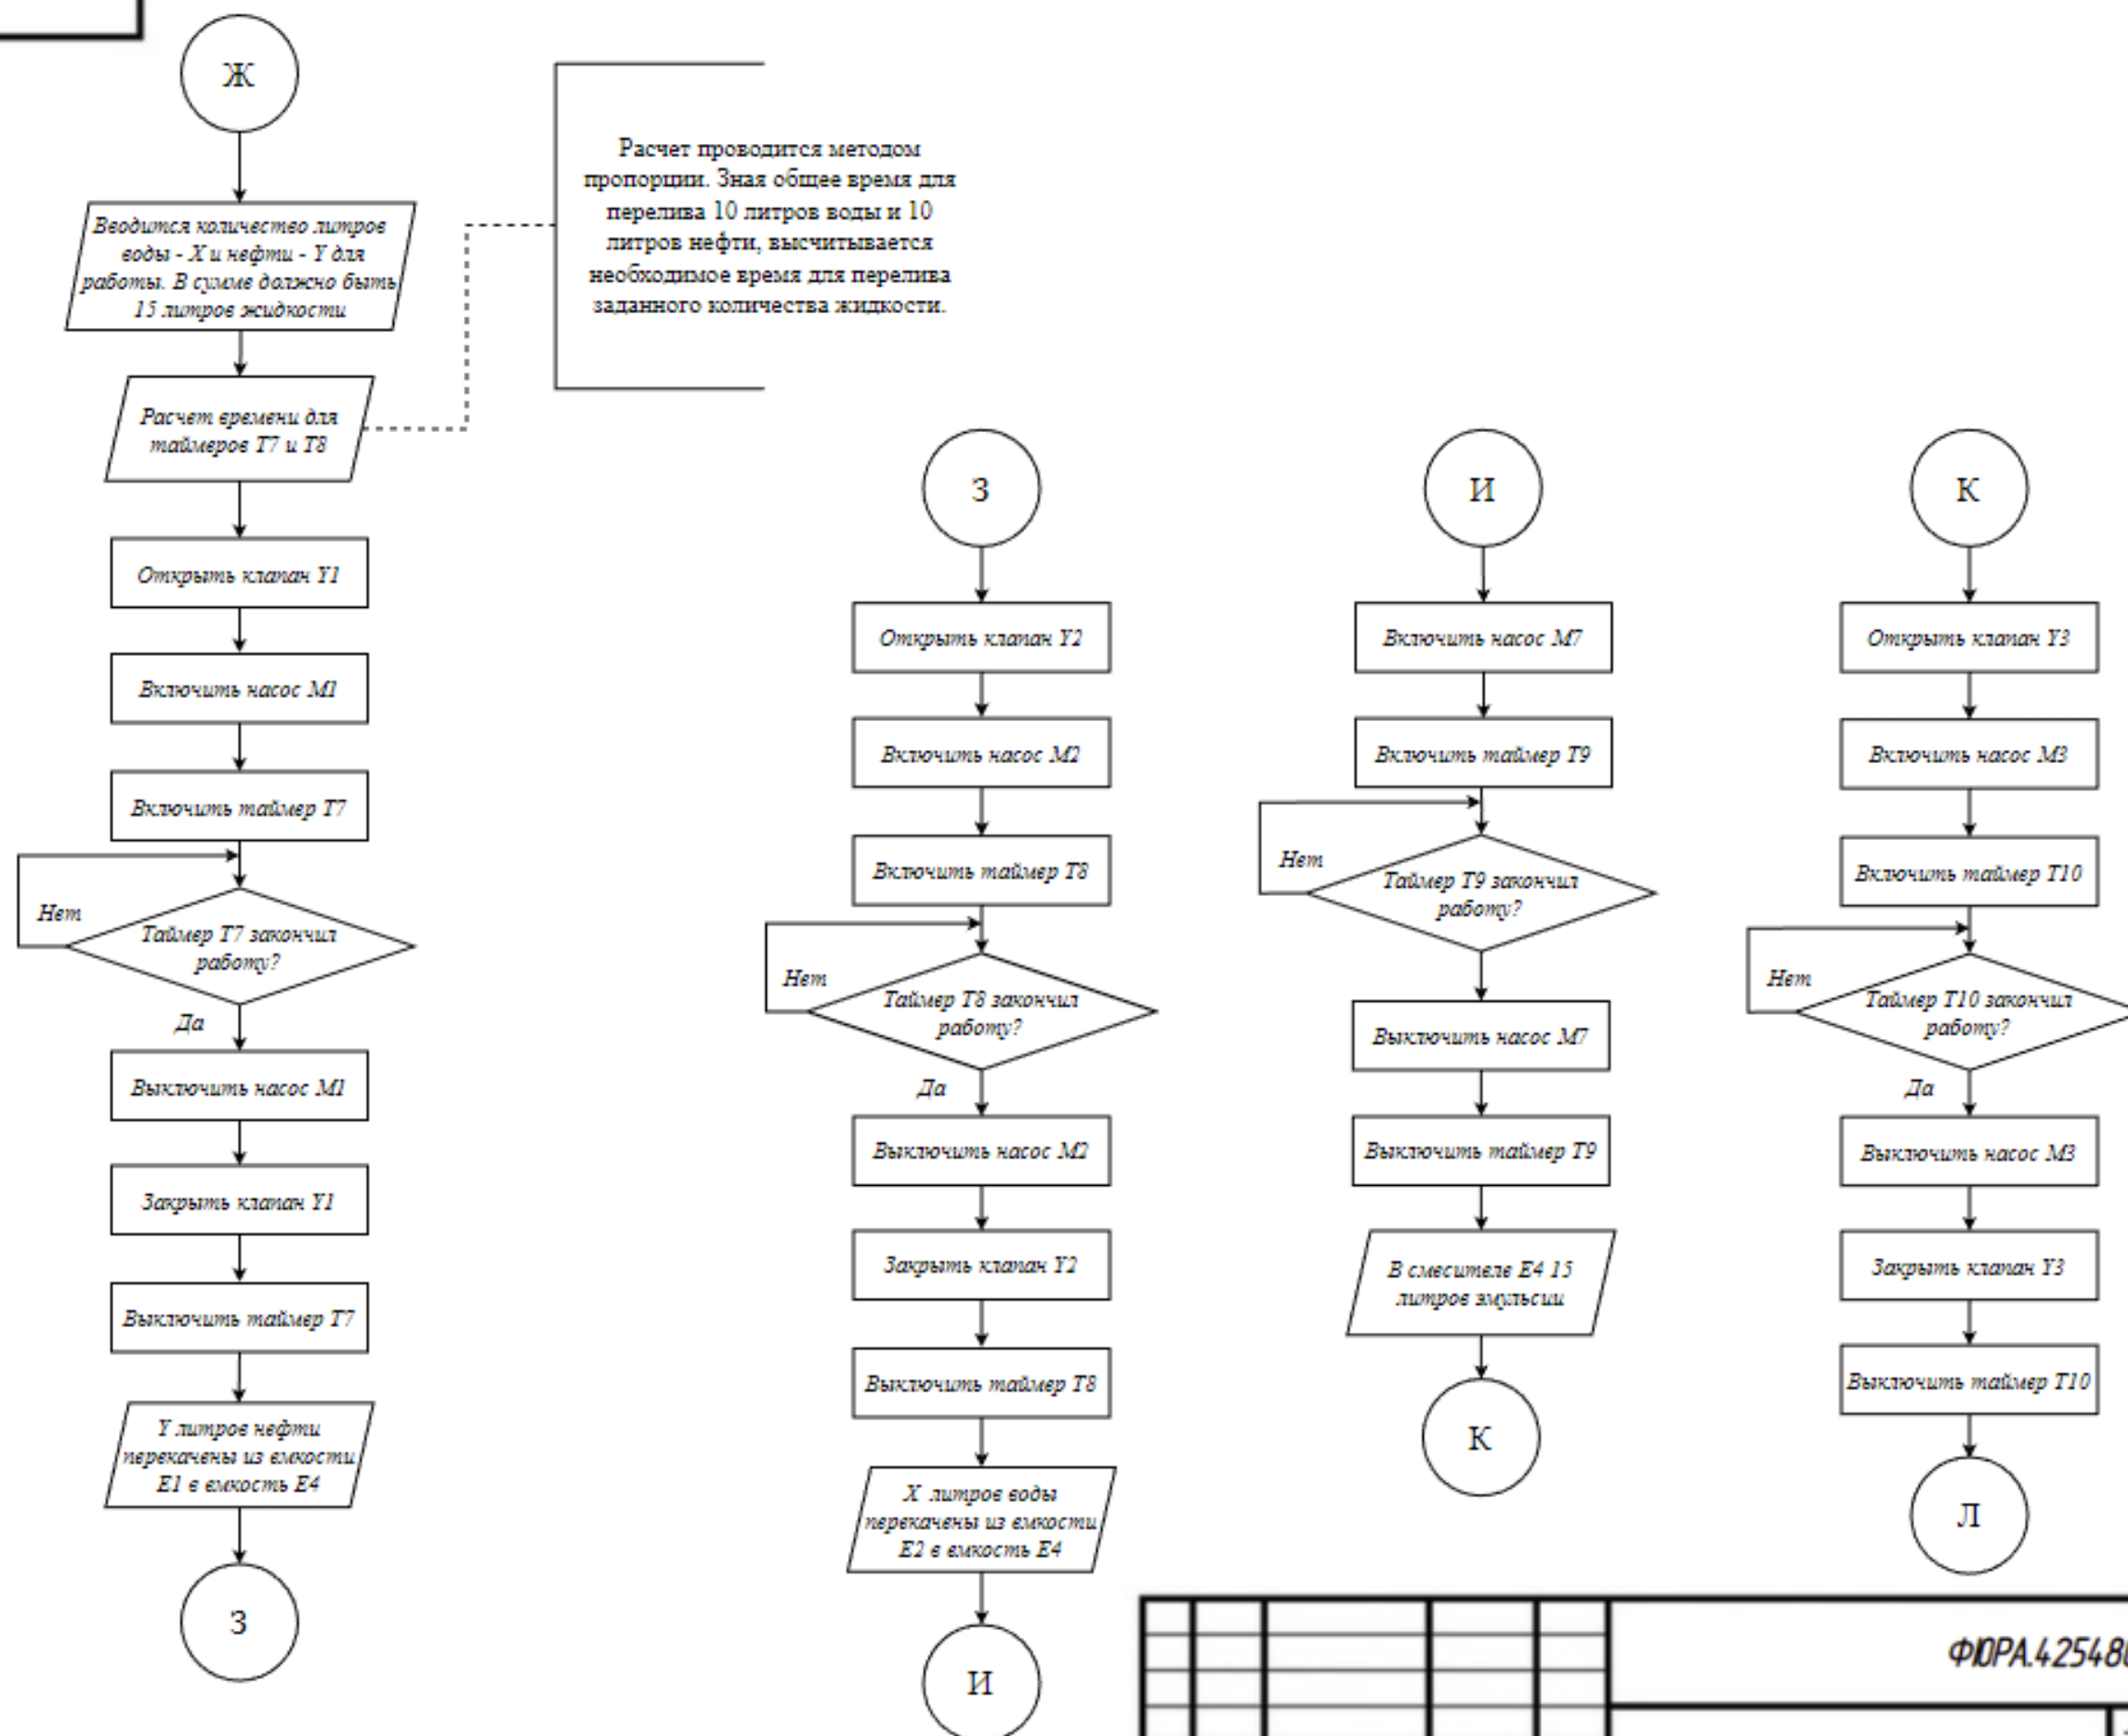 Ж
Вводится количество литров
воды - X и нефти - Y для
работы. В сумме должно быть
15 литров жидкости
Расчет времени для
таймеров T7 и T8
Расчет проводится методом
пропорции. Зная общее время для
перелива 10 литров воды и 10
литров нефти, высчитывается
необходимое время для перелива
заданного количества жидкости.
Открыть клапан Y1
Включить насос M1
Включить таймер T7
Нет
Таймер T7 закончил
работу?
Да
Выключить насос M1
Закрыть клапан Y1
Выключить таймер T7
Y литров нефти
перекачены из емкости
E1 в емкость E4
З
З
Открыть клапан Y2
Включить насос M2
Включить таймер T8
Нет
Таймер T8 закончил
работу?
Да
Выключить насос M2
Закрыть клапан Y2
Выключить таймер T8
X литров воды
перекачены из емкости
E2 в емкость E4
И
И
Включить насос M7
Включить таймер T9
Нет
Таймер T9 закончил
работу?
Выключить насос M7
Выключить таймер T9
В смесителе E4 15
литров эмульсии
К
К
Открыть клапан Y3
Включить насос M3
Включить таймер T10
Нет
Таймер T10 закончил
работу?
Да
Выключить насос M3
Закрыть клапан Y3
Выключить таймер T10
Л
ФЮРА.42548